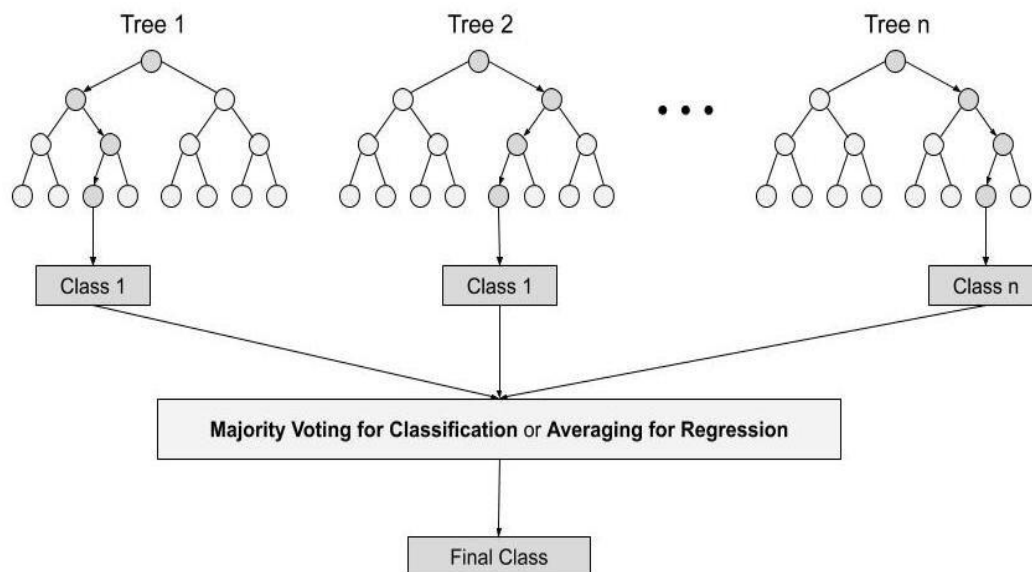 Tree 1
Tree 2
Tree n
Class 1
Class 1
Class n
Majority Voting for Classification or Averaging for Regression
Final Class